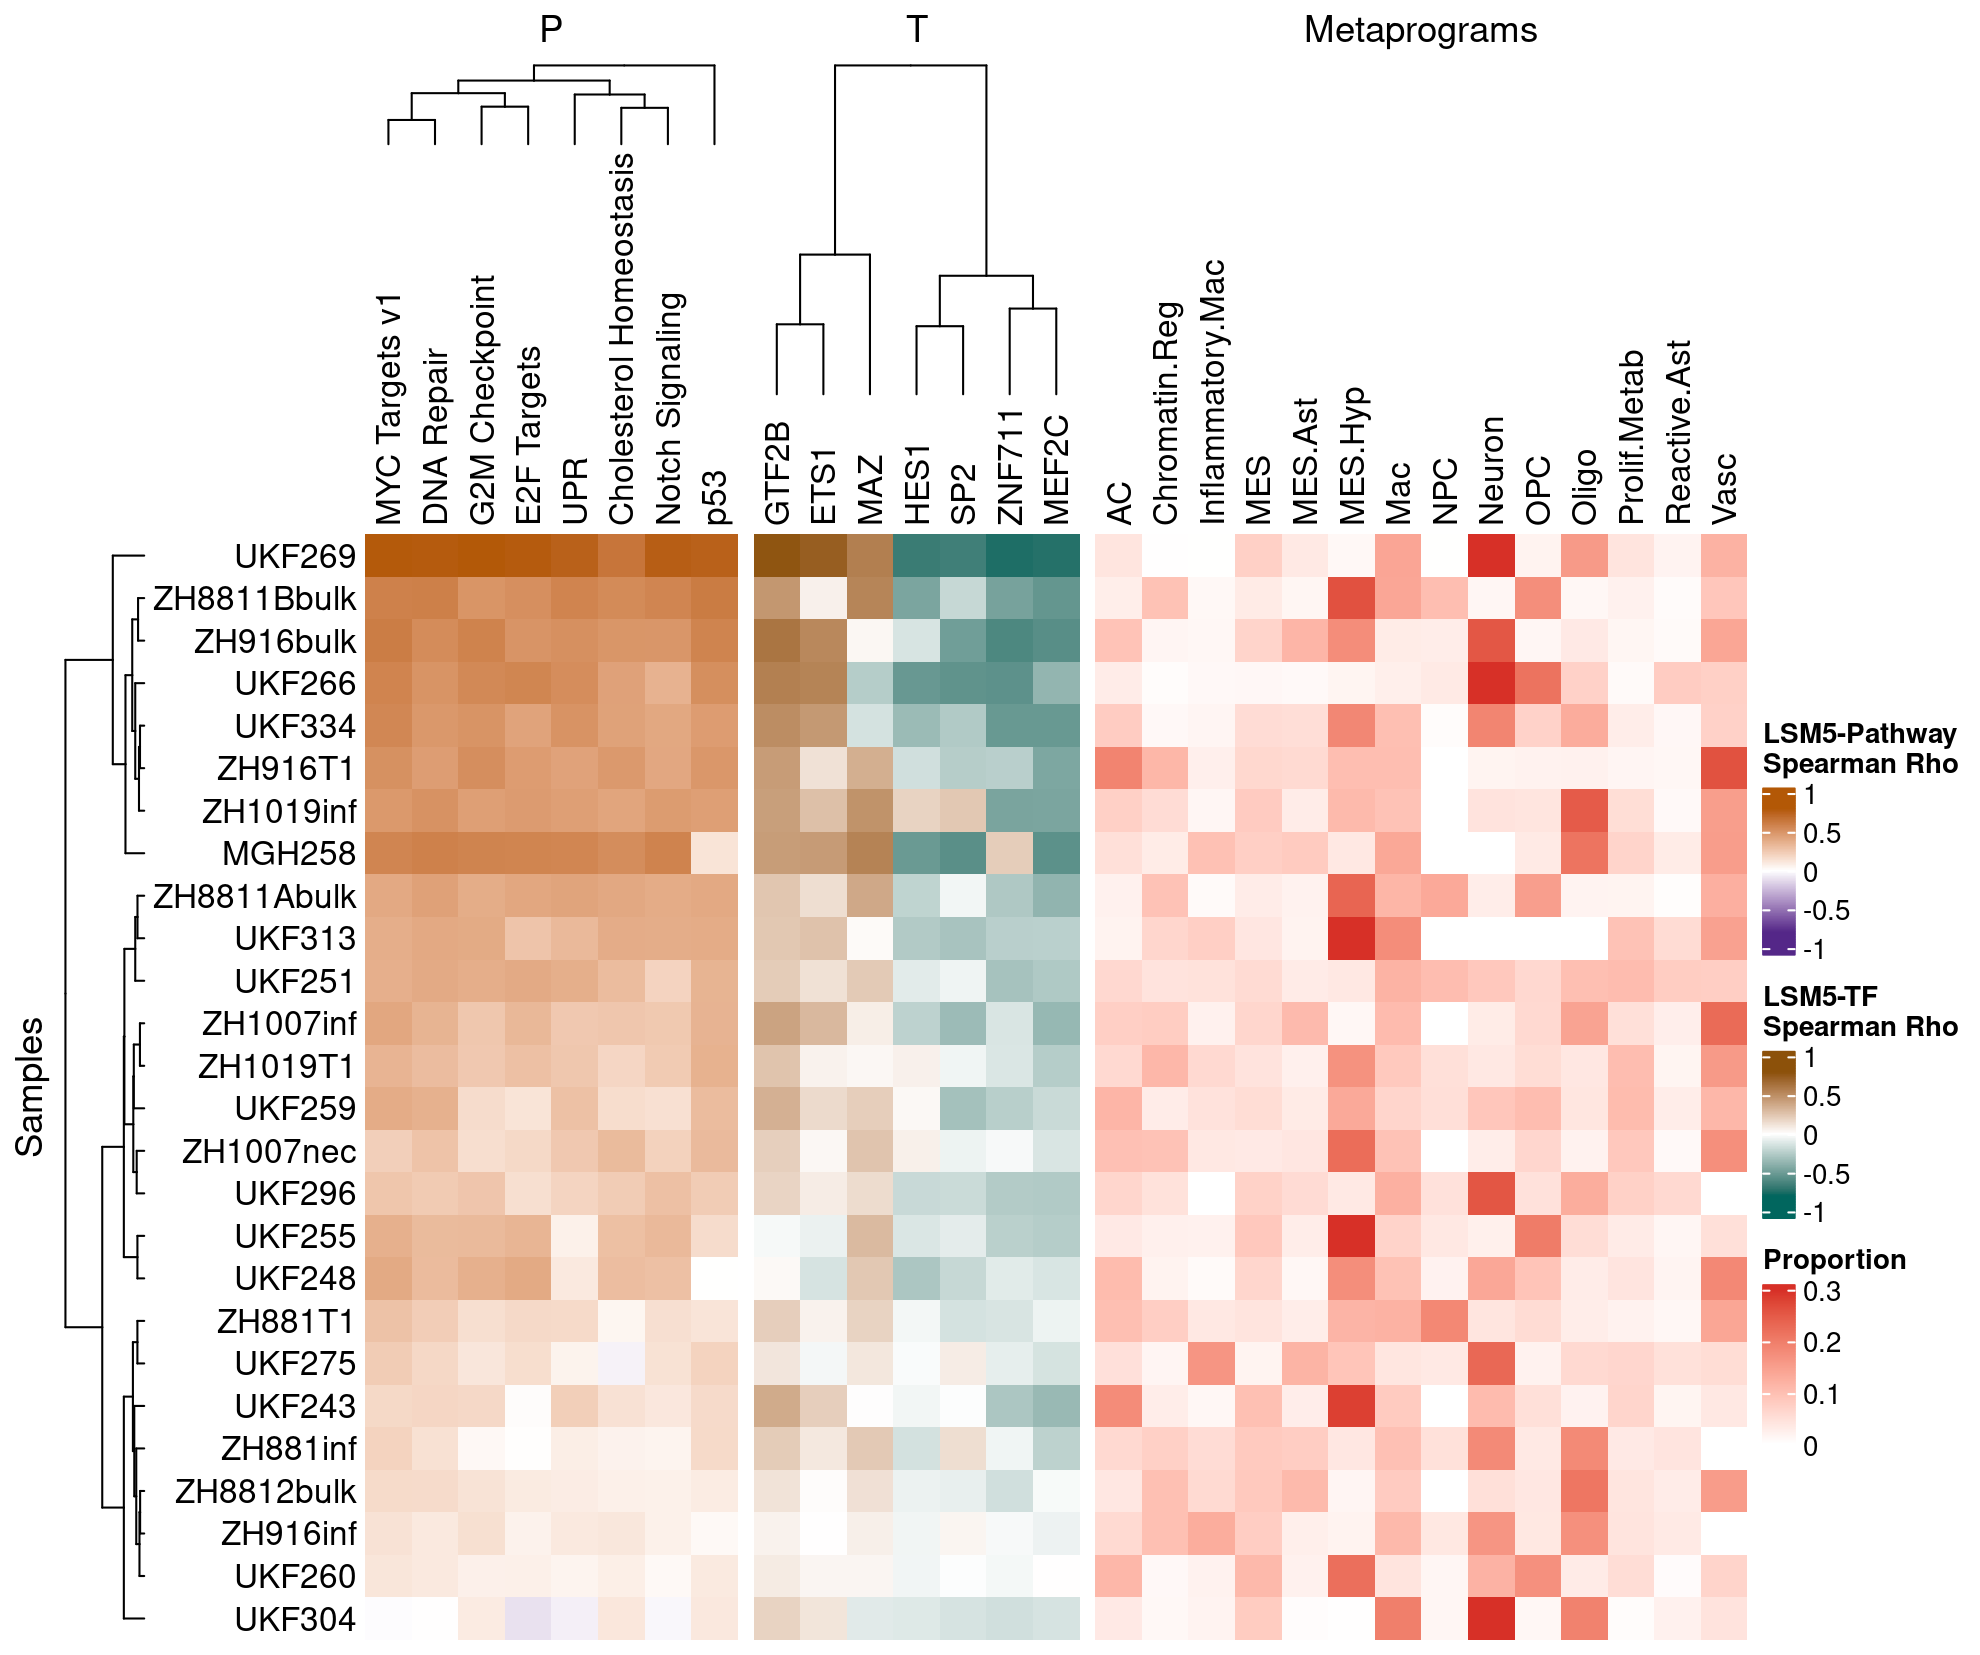 P
T
Metaprograms
MYC Targets v1
DNA Repair
G2M Checkpoint
E2F Targets
UPR
Cholesterol Homeostasis
Notch Signaling
p53
GTF2B
ETS1
MAZ
HES1
SP2
ZNF711
MEF2C
AC
Chromatin.Reg
Inflammatory.Mac
MES
MES.Ast
MES.Hyp
Mac
NPC
Neuron
OPC
Oligo
Prolif.Metab
Reactive.Ast
Vasc
Samples
UKF269
ZH8811Bbulk
ZH916bulk
UKF266
UKF334
ZH916T1
ZH1019inf
MGH258
ZH8811Abulk
UKF313
UKF251
ZH1007inf
ZH1019T1
UKF259
ZH1007nec
UKF296
UKF255
UKF248
ZH881T1
UKF275
UKF243
ZH881inf
ZH8812bulk
ZH916inf
UKF260
UKF304
LSM5-Pathway
Spearman Rho
1
0.5
0
-0.5
-1
LSM5-TF
Spearman Rho
1
0.5
0
-0.5
-1
Proportion
0.3
0.2
0.1
0